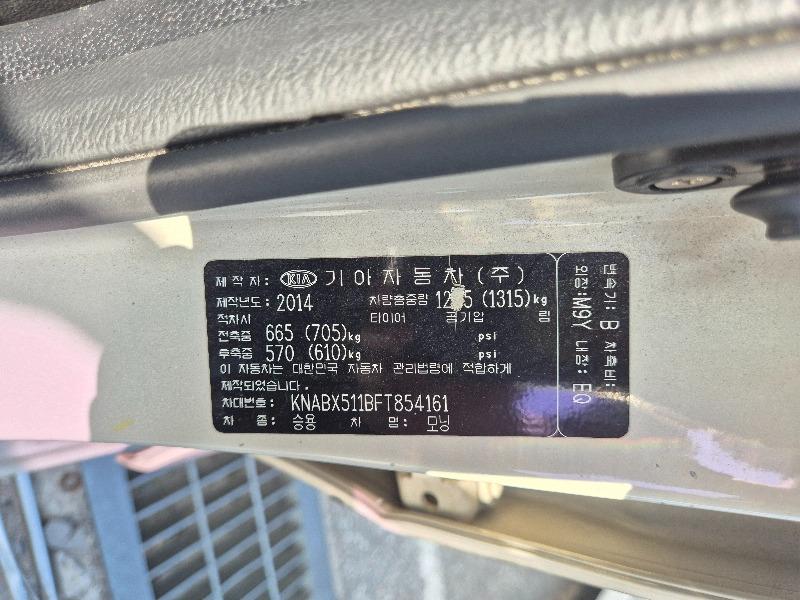 제작자: KIA 기아자동차(주)
제작년도: 2014 차량총중량 (1315)kg
적차시 타이어 공기압 림
전축중 665 (705)kg psi
후축중 570 (610)kg psi
이 자동차는 대한민국 자동차 관리법령에 적합하게
제작되었습니다.
차대번호: KNABX511BFT854161
차종: 승용 차명: 모닝
변속기: B 차축비:
외장: M9Y 내장: EQ